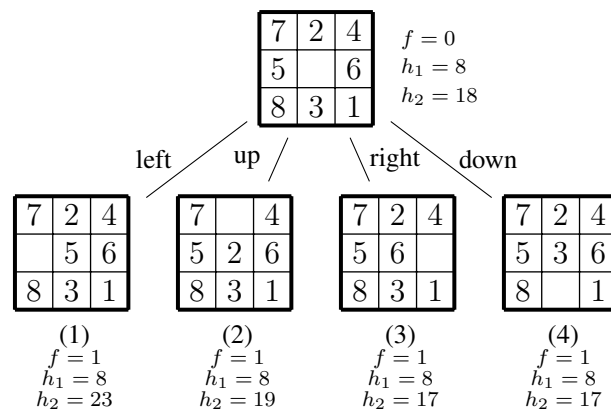 7 2 4
5 6
8 3 1
f = 0
h₁ = 8
h₂ = 18
left
up
right
down
7 2 4
5 6
8 3 1
(1)
f = 1
h₁ = 8
h₂ = 23
7 4
5 2 6
8 3 1
(2)
f = 1
h₁ = 8
h₂ = 19
7 2 4
5 6
8 3 1
(3)
f = 1
h₁ = 8
h₂ = 17
7 2 4
5 3 6
8 1
(4)
f = 1
h₁ = 8
h₂ = 17